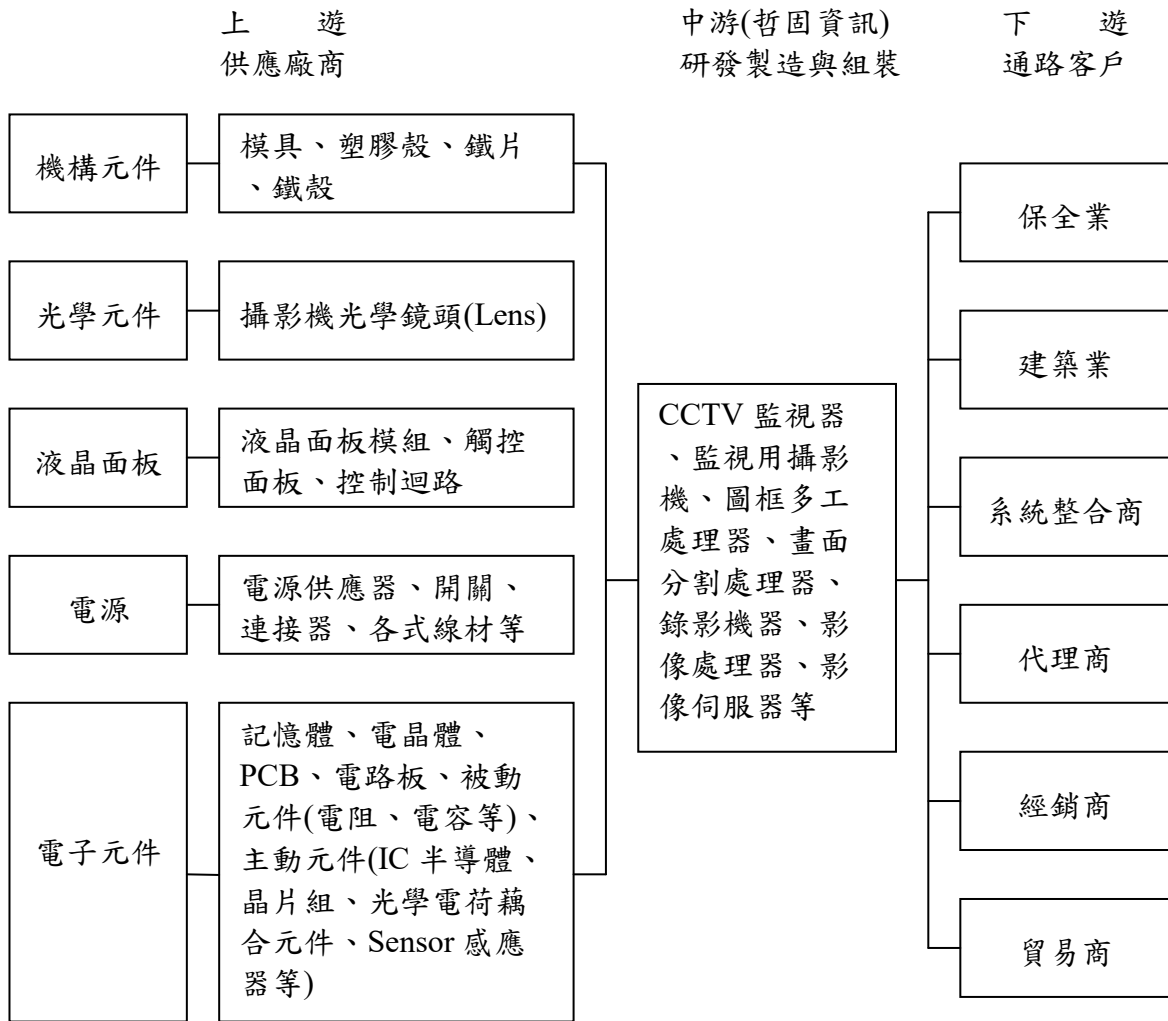 上 遊
供應廠商
中游(哲固資訊)
研發製造與組裝
下 遊
通路客戶
機構元件
模具、塑膠殼、鐵片
、鐵殼
光學元件
攝影機光學鏡頭(Lens)
液晶面板
液晶面板模組、觸控
面板、控制迴路
電源
電源供應器、開關、
連接器、各式線材等
電子元件
記憶體、電晶體、
PCB、電路板、被動
元件(電阻、電容等)、
主動元件(IC 半導體、
晶片組、光學電荷藕
合元件、Sensor 感應
器等)
CCTV 監視器
、監視用攝影
機、圖框多工
處理器、畫面
分割處理器、
錄影機器、影
像處理器、影
像伺服器等
保全業
建築業
系統整合商
代理商
經銷商
貿易商